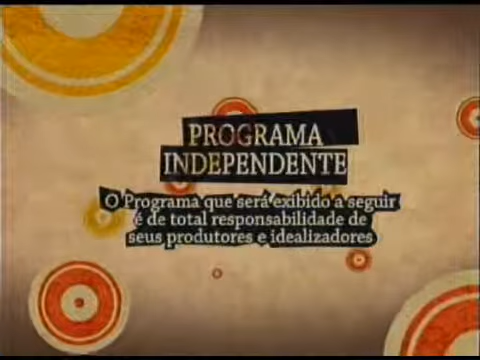 PROGRAMA
INDEPENDENTE
O Programa que será exibido a seguir
é de total responsabilidade de
seus produtores e idealizadores